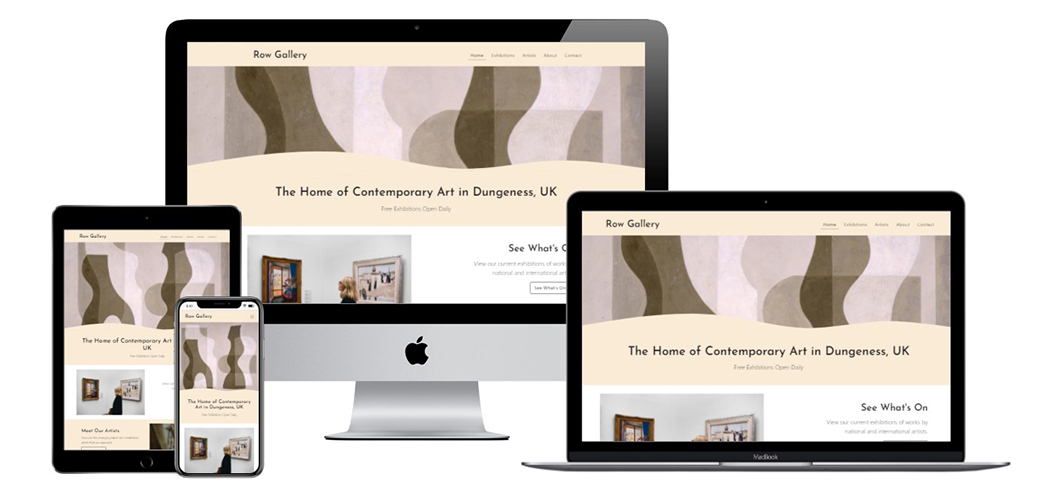 Row Gallery
Home Exhibitions Artists About Contact
The Home of Contemporary Art in Dungeness, UK
Free Exhibitions Open Daily
See What's O
View our current exhibitions of works b
national and international art
See What's On
Row Gallery
The Home of Contemporary Art in Dungeness,
UK
Free Exhibitions Open Daily
Meet Our Artists
Row Gallery
The Home of Contemporary
Art in Dungeness, UK
Free Exhibitions Open Daily
Row Gallery
Home Exhibitions Artists About Contact
The Home of Contemporary Art in Dungeness, UK
Free Exhibitions Open Daily
See What's On
View our current exhibitions of works by
national and international artists.
MacBook